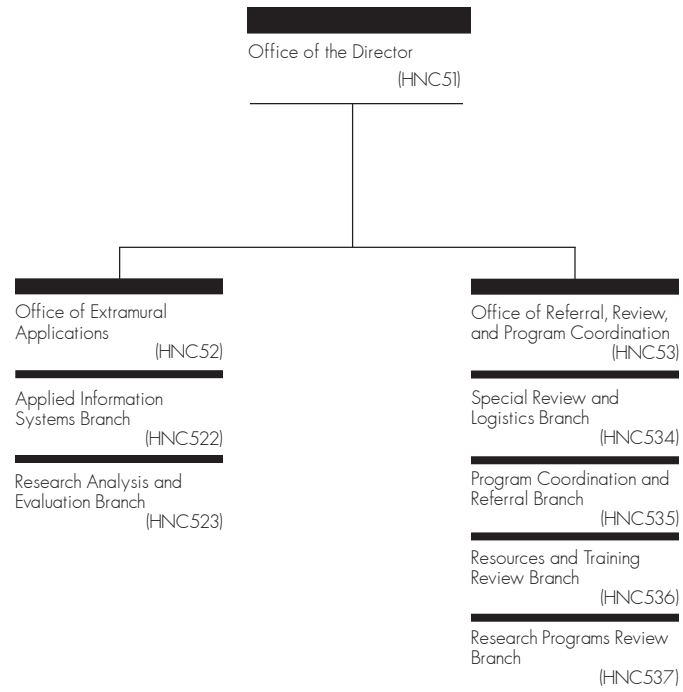 Office of the Director
(HNC51)
Office of Extramural
Applications
(HNC52)
Applied Information
Systems Branch
(HNC522)
Research Analysis and
Evaluation Branch
(HNC523)
Office of Referral, Review,
and Program Coordination
(HNC53)
Special Review and
Logistics Branch
(HNC534)
Program Coordination and
Referral Branch
(HNC535)
Resources and Training
Review Branch
(HNC536)
Research Programs Review
Branch
(HNC537)